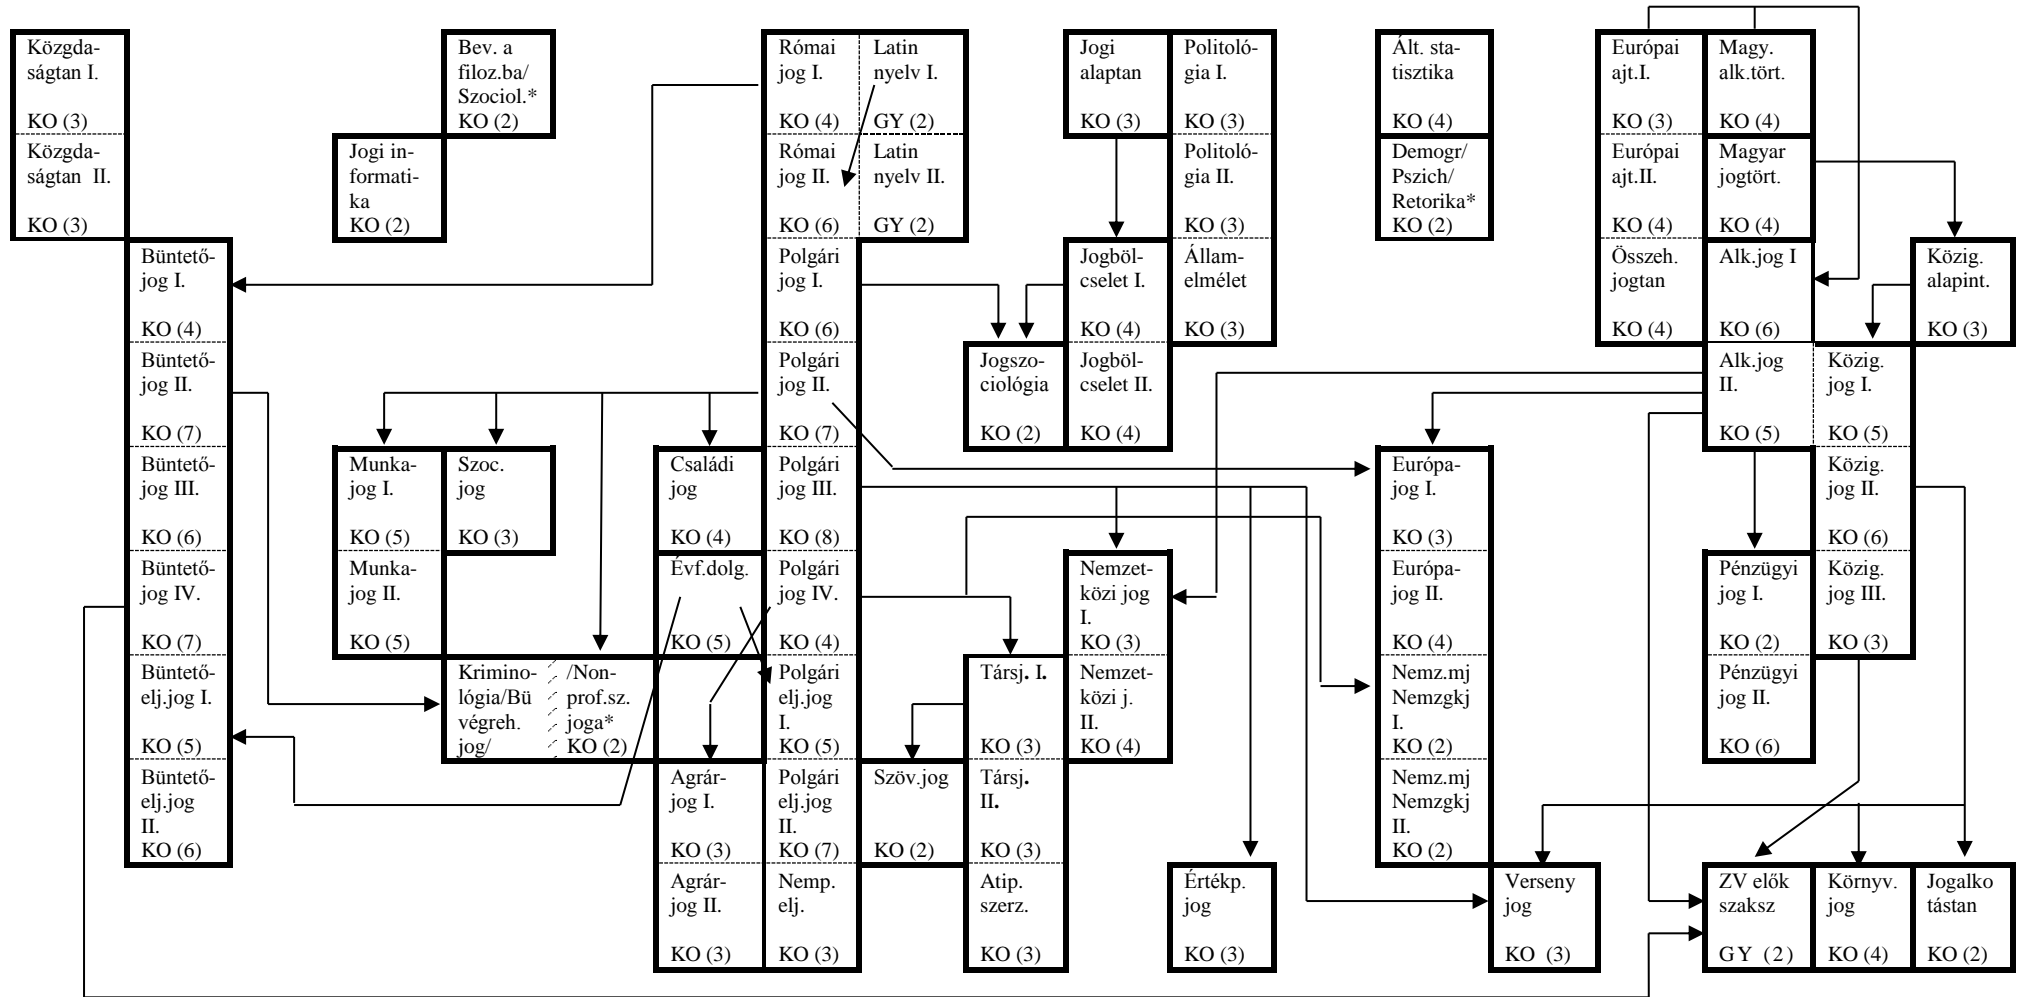 Közgda-
ságtan I.
KO (3)
Közgda-
ságtan II.
KO (3)
Bev. a
filoz.ba/
Szociol.*
KO (2)
Jogi in-
formati-
ka
KO (2)
Római
jog I.
KO (4)
Latin
nyelv I.
GY (2)
Római
jog II.
KO (6)
Latin
nyelv II.
GY (2)
Jogi
alaptan
KO (3)
Politoló-
gia I.
KO (3)
Politoló-
gia II.
KO (3)
Ált. sta-
tisztika
KO (4)
Demogr/
Pszich/
Retorika*
KO (2)
Európai
ajt.I.
KO (3)
Magy.
alk.tört.
KO (4)
Európai
ajt.II.
KO (4)
Magyar
jogtört.
KO (4)
Büntető-
jog I.
KO (4)
Büntető-
jog II.
KO (7)
Büntető-
jog III.
KO (6)
Büntető-
jog IV.
KO (7)
Büntető-
elj.jog I.
KO (5)
Büntető-
elj.jog
II.
KO (6)
Polgári
jog I.
KO (6)
Polgári
jog II.
KO (7)
Polgári
jog III.
KO (8)
Polgári
jog IV.
KO (4)
Polgári
elj.jog
I.
KO (5)
Polgári
elj.jog
II.
KO (7)
Nemp.
elj.
KO (3)
Jogböl-
cselet I.
KO (4)
Állam-
elmélet
KO (3)
Jogszo-
ciológia
KO (2)
Jogböl-
cselet II.
KO (4)
Összeh.
jogtan
KO (4)
Alk.jog I
KO (6)
Közig.
alapint.
KO (3)
Alk.jog
II.
KO (5)
Közig.
jog I.
KO (5)
Közig.
jog II.
KO (6)
Közig.
jog III.
KO (3)
Munka-
jog I.
KO (5)
Szoc.
jog
KO (3)
Munka-
jog II.
KO (5)
Családi
jog
KO (4)
Évf.dolg.
KO (5)
Krimino-
lógia/Bü
végreh.
jog/
/Non-
prof.sz.
joga*
KO (2)
Agrár-
jog I.
KO (3)
Agrár-
jog II.
KO (3)
Szöv.jog
KO (2)
Társj. I.
KO (3)
Társj.
II.
KO (3)
Atip.
szerz.
KO (3)
Nemzet-
közi jog
I.
KO (3)
Nemzet-
közi j.
II.
KO (4)
Értékp.
jog
KO (3)
Európa-
jog I.
KO (3)
Európa-
jog II.
KO (4)
Nemz.mj
Nemzgkj
I.
KO (2)
Nemz.mj
Nemzgkj
II.
KO (2)
Verseny
jog
KO (3)
Pénzügyi
jog I.
KO (2)
Pénzügyi
jog II.
KO (6)
ZV elők
szaksz
GY (2)
Környv.
jog
KO (4)
Jogalko
tástan
KO (2)